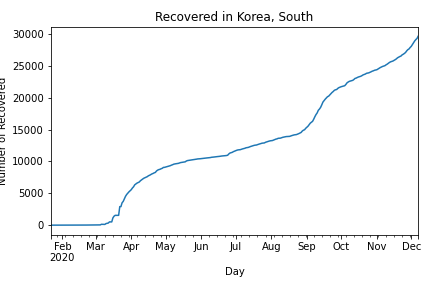 Recovered in Korea, South
30000
25000
20000
15000
10000
5000
0
Number of Recovered
Feb Mar Apr May Jun Jul Aug Sep Oct Nov Dec
2020
Day